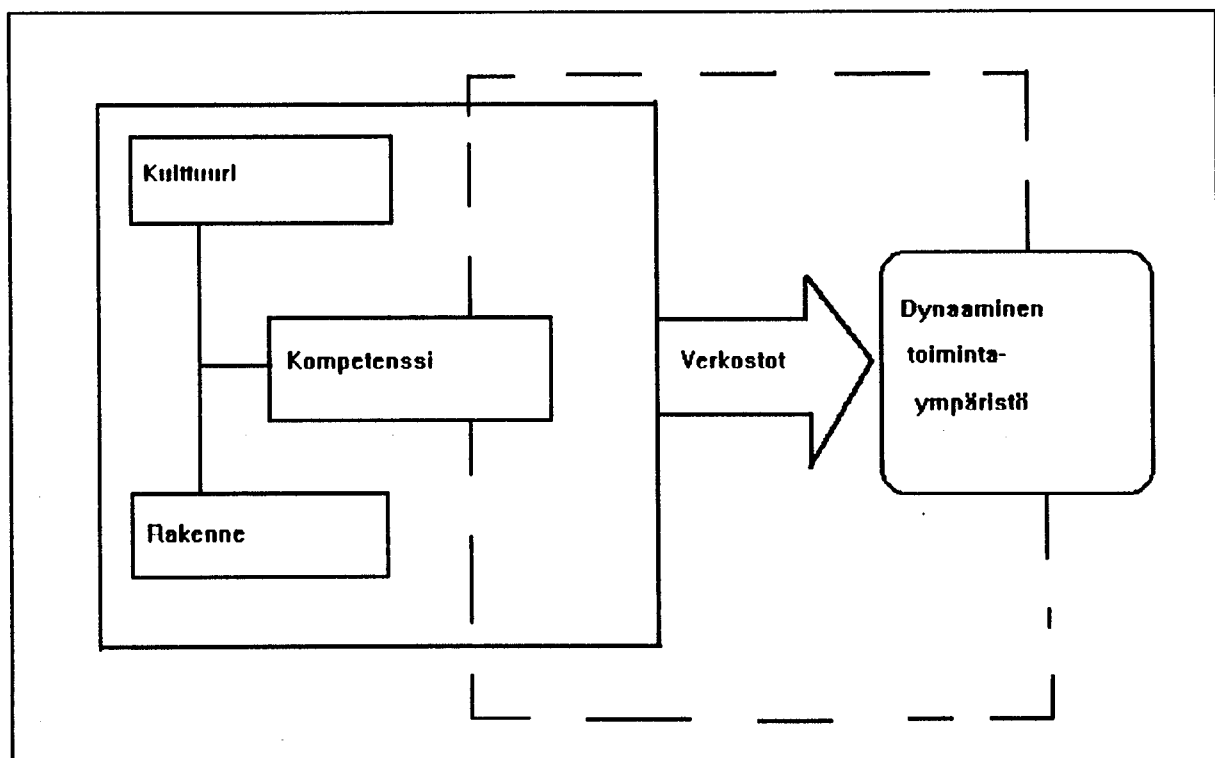 Kulttuuri
Kompetenssi
Rakenne
Verkostot
Dynaaminen
toiminta-
ympäristö